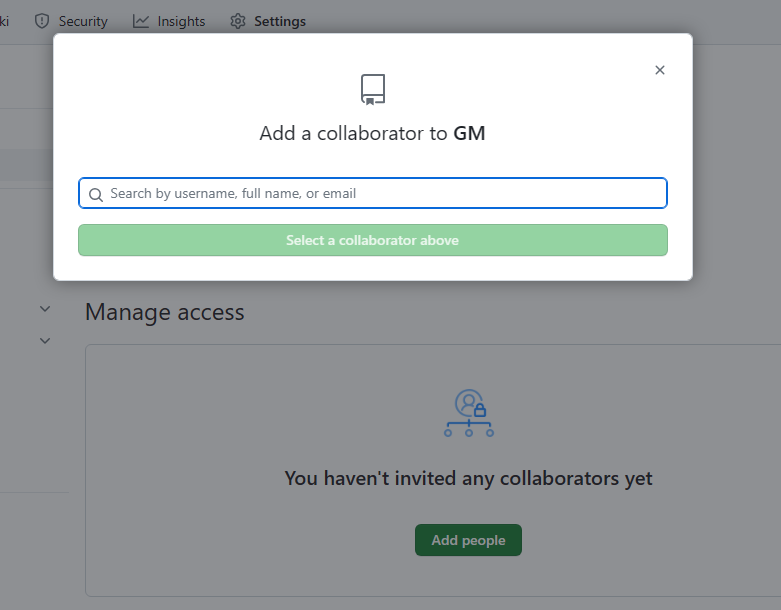 ki Security Insights Settings
Add a collaborator to GM
Search by username, full name, or email
Select a collaborator above
Manage access
You haven't invited any collaborators yet
Add people